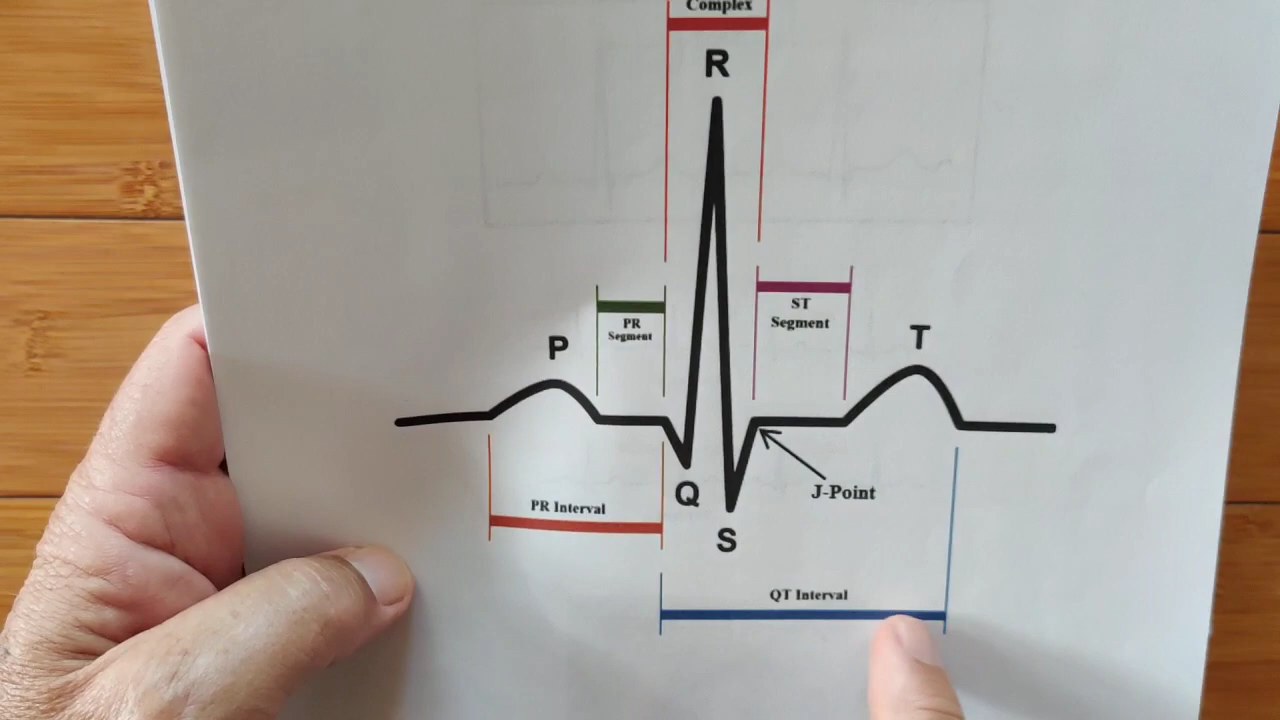 Complex
R
PR
Segment
ST
Segment
P
T
Q
J-Point
PR Interval
S
QT Interval